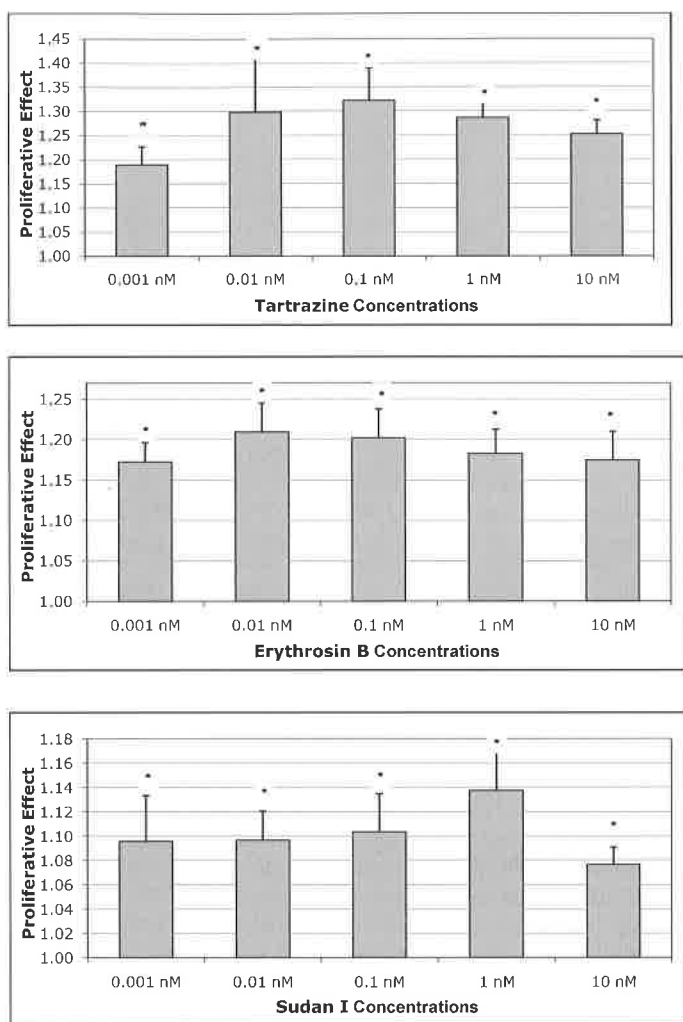 Proliferative Effect
1,45
1.40
1.35
1.30
1.25
1.20
1.15
1.10
1.05
1.00
* * * * *
0.001 nM 0.01 nM 0,1 nM 1 nM 10 nM
Tartrazine Concentrations
Proliferative Effect
1,25
1,20
1.15
1.10
1.05
1.00
* * * * *
0.001 nM 0.01 nM 0.1 nM 1 nM 10 nM
Erythrosin B Concentrations
Proliferative Effect
1.18
1.16
1.14
1.12
1.10
1.08
1.06
1.04
1.02
1.00
* * * * *
0.001 nM 0.01 nM 0.1 nM 1 nM 10 nM
Sudan I Concentrations